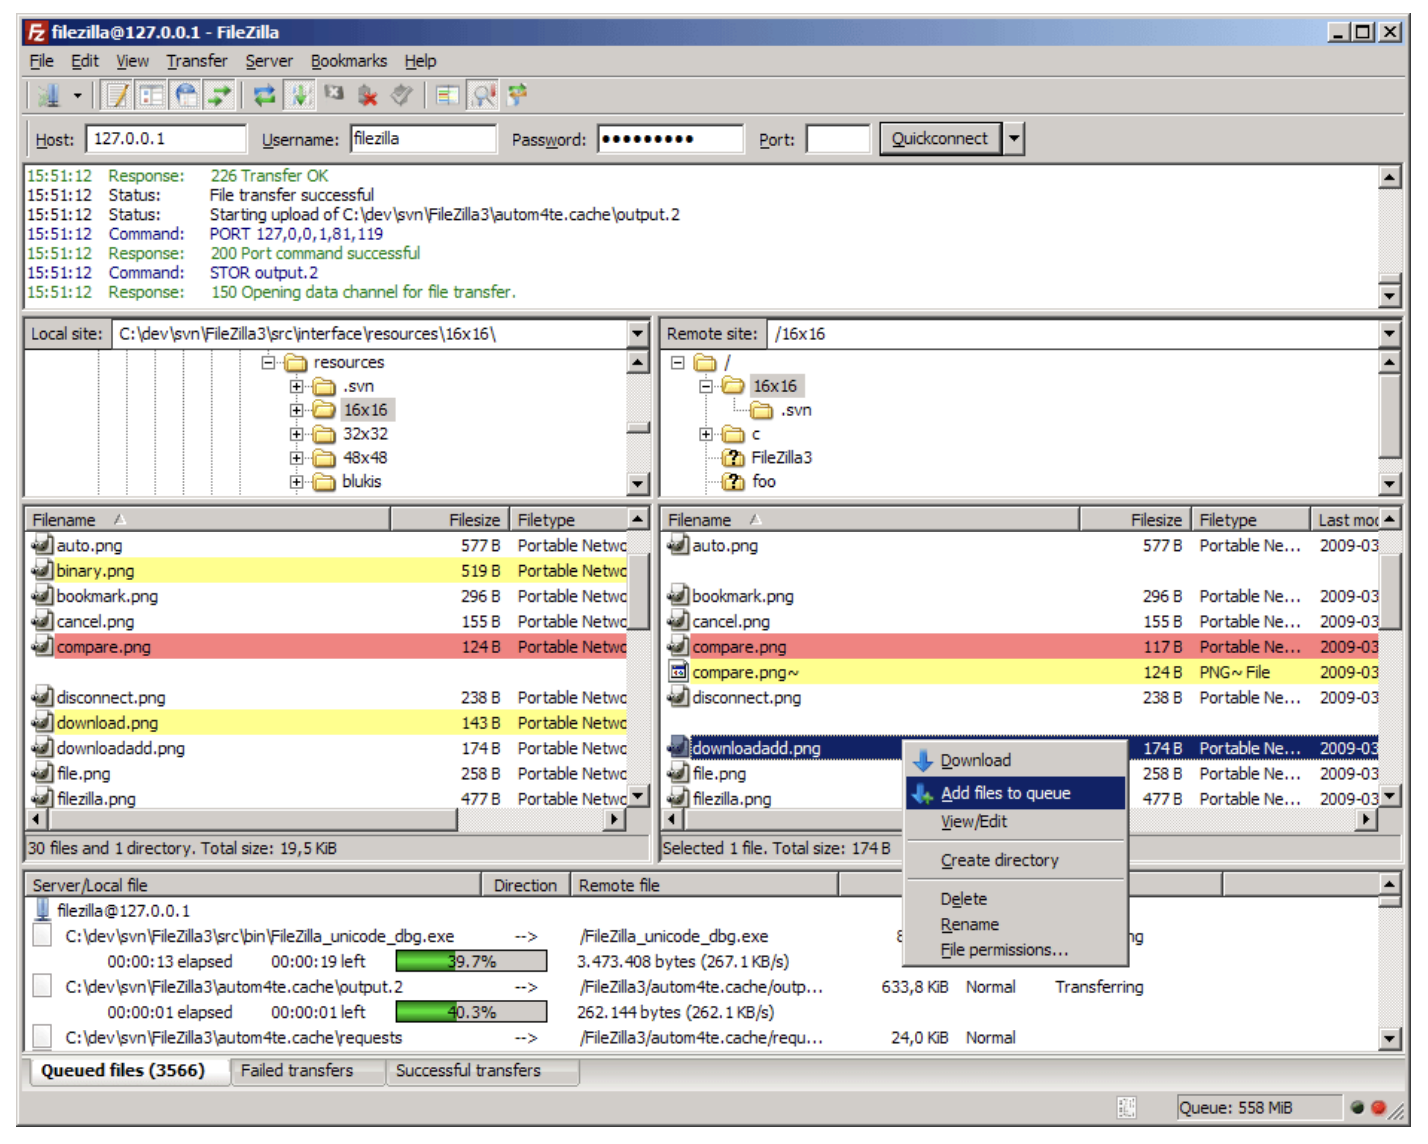 filezilla@127.0.0.1 - FileZilla
File Edit View Transfer Server Bookmarks Help
Host: 127.0.0.1 Username: filezilla Password: ●●●●●●●●● Port: Quickconnect
15:51:12 Response: 226 Transfer OK
15:51:12 Status: File transfer successful
15:51:12 Status: Starting upload of C:\dev\svn\FileZilla3\autom4te.cache\output.2
15:51:12 Command: PORT 127,0,0,1,81,119
15:51:12 Response: 200 Port command successful
15:51:12 Command: STOR output.2
15:51:12 Response: 150 Opening data channel for file transfer.
Local site: C:\dev\svn\FileZilla3\src\interface\resources\16x16\
resources
.svn
16x16
32x32
48x48
blukis
Remote site: /16x16
/
16x16
.svn
c
FileZilla3
foo
Filename Filesize Filetype
auto.png 577 B Portable Netwo
binary.png 519 B Portable Netwo
bookmark.png 296 B Portable Netwo
cancel.png 155 B Portable Netwo
compare.png 124 B Portable Netwo
disconnect.png 238 B Portable Netwo
download.png 143 B Portable Netwo
downloadadd.png 174 B Portable Netwo
file.png 258 B Portable Netwo
filezilla.png 477 B Portable Netwo
30 files and 1 directory. Total size: 19,5 KiB
Filename Filesize Filetype Last moc
auto.png 577 B Portable Ne... 2009-03
bookmark.png 296 B Portable Ne... 2009-03
cancel.png 155 B Portable Ne... 2009-03
compare.png 117 B Portable Ne... 2009-03
compare.png~ 124 B PNG~ File 2009-03
disconnect.png 238 B Portable Ne... 2009-03
downloadadd.png 174 B Portable Ne... 2009-03
file.png 258 B Portable Ne... 2009-03
filezilla.png 477 B Portable Ne... 2009-03
Selected 1 file. Total size: 174 B
Download
Add files to queue
View/Edit
Create directory
Delete
Rename
File permissions...
Server/Local file Direction Remote file
filezilla@127.0.0.1
C:\dev\svn\FileZilla3\src\bin\FileZilla_unicode_dbg.exe --> /FileZilla_unicode_dbg.exe 8 ng
00:00:13 elapsed 00:00:19 left 39.7% 3.473.408 bytes (267.1 KB/s)
C:\dev\svn\FileZilla3\autom4te.cache\output.2 --> /FileZilla3/autom4te.cache/outp... 633,8 KiB Normal Transferring
00:00:01 elapsed 00:00:01 left 40.3% 262.144 bytes (262.1 KB/s)
C:\dev\svn\FileZilla3\autom4te.cache\requests --> /FileZilla3/autom4te.cache/requ... 24,0 KiB Normal
Queued files (3566) Failed transfers Successful transfers
Queue: 558 MiB